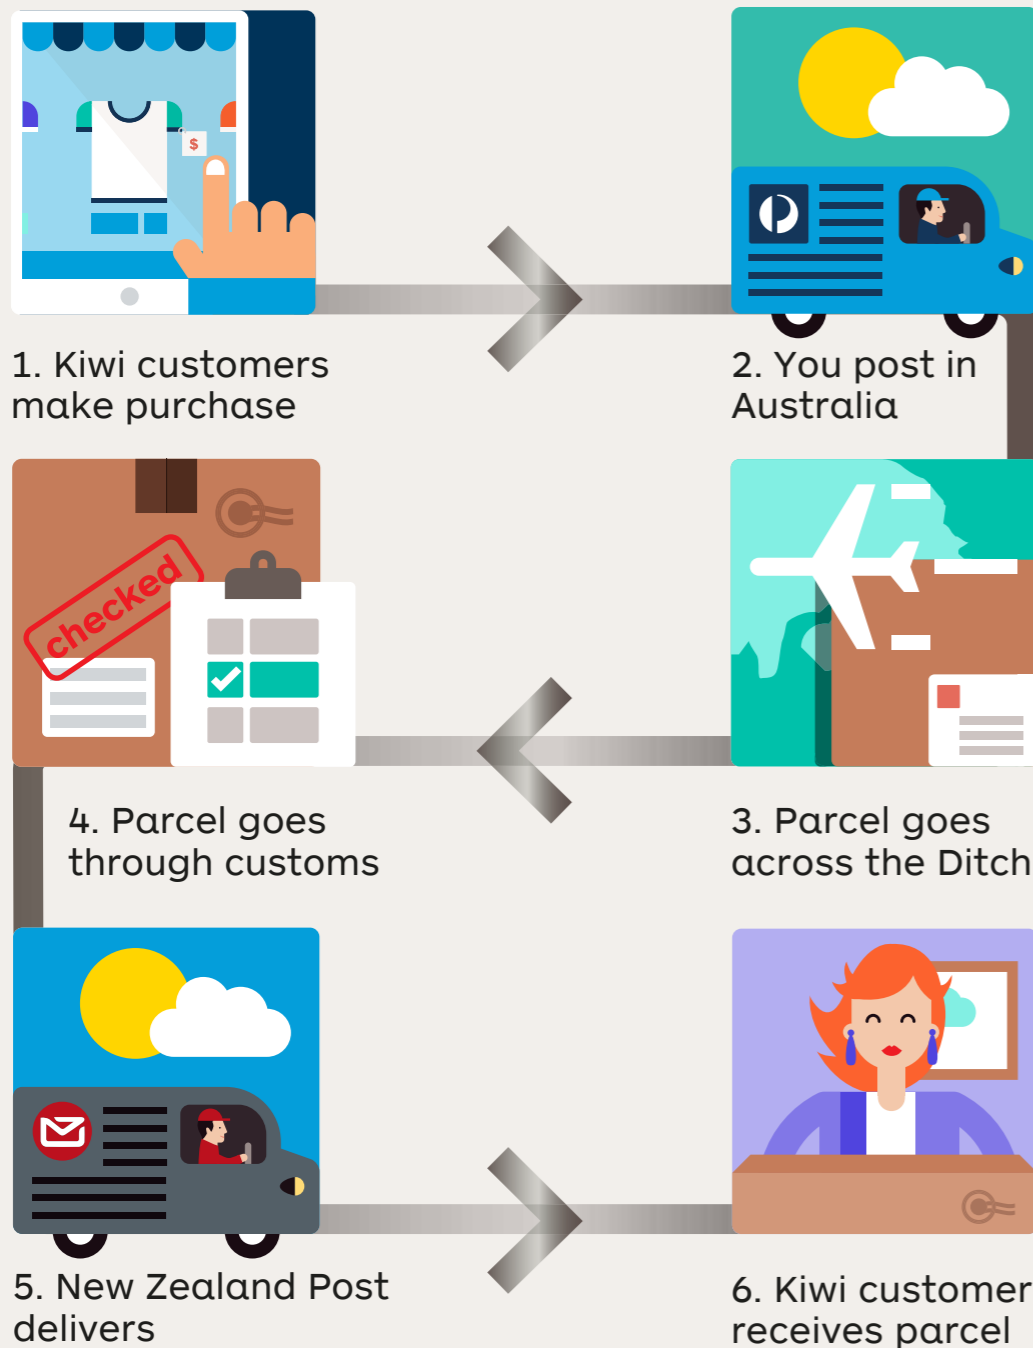 $
1. Kiwi customers
make purchase
2. You post in
Australia
checked
3. Parcel goes
across the Ditch
4. Parcel goes
through customs
5. New Zealand Post
delivers
6. Kiwi customer
receives parcel